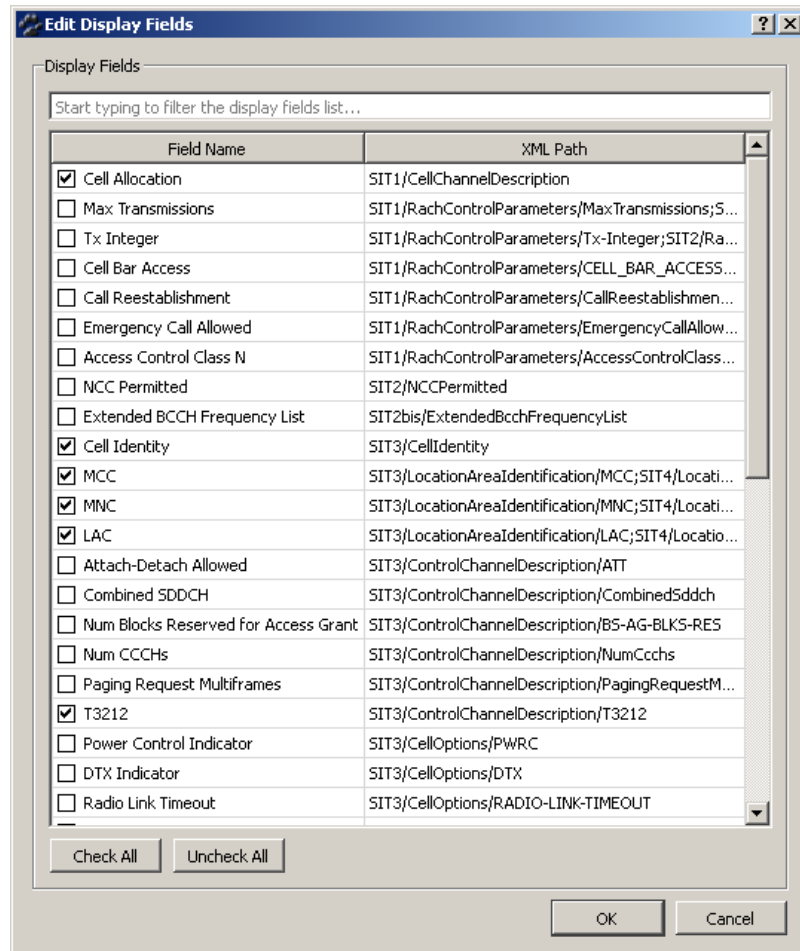 Edit Display Fields
Display Fields
Start typing to filter the display fields list...
Field Name XML Path
Cell Allocation SIT1/CellChannelDescription
Max Transmissions SIT1/RachControlParameters/MaxTransmissions;S...
Tx Integer SIT1/RachControlParameters/Tx-Integer;SIT2/Ra...
Cell Bar Access SIT1/RachControlParameters/CELL_BAR_ACCESS...
Call Reestablishment SIT1/RachControlParameters/CallReestablishmen...
Emergency Call Allowed SIT1/RachControlParameters/EmergencyCallAllow...
Access Control Class N SIT1/RachControlParameters/AccessControlClass...
NCC Permitted SIT2/NCCPermitted
Extended BCCH Frequency List SIT2bis/ExtendedBcchFrequencyList
Cell Identity SIT3/CellIdentity
MCC SIT3/LocationAreaIdentification/MCC;SIT4/Locati...
MNC SIT3/LocationAreaIdentification/MNC;SIT4/Locati...
LAC SIT3/LocationAreaIdentification/LAC;SIT4/Locatio...
Attach-Detach Allowed SIT3/ControlChannelDescription/ATT
Combined SDDCH SIT3/ControlChannelDescription/CombinedSddch
Num Blocks Reserved for Access Grant SIT3/ControlChannelDescription/BS-AG-BLKS-RES
Num CCCHs SIT3/ControlChannelDescription/NumCcchs
Paging Request Multiframes SIT3/ControlChannelDescription/PagingRequestM...
T3212 SIT3/ControlChannelDescription/T3212
Power Control Indicator SIT3/CellOptions/PWRC
DTX Indicator SIT3/CellOptions/DTX
Radio Link Timeout SIT3/CellOptions/RADIO-LINK-TIMEOUT
Check All Uncheck All
OK Cancel